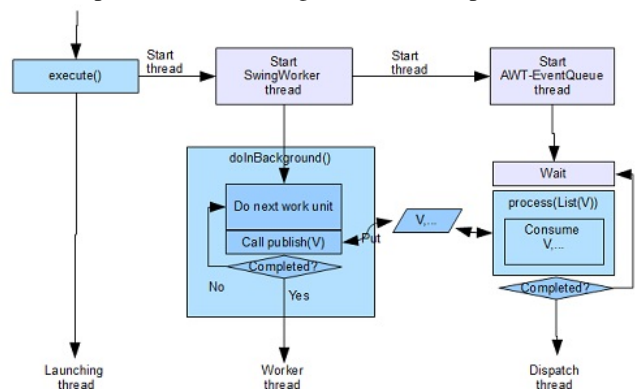 execute()
Start
thread
Start
SwingWorker
thread
Start
thread
Start
AWT-EventQueue
thread
doInBackground()
Do next work unit
Call publish(V)
Completed?
No
Yes
Put
V,...
Wait
process(List(V))
Consume
V,...
Completed?
Launching
thread
Worker
thread
Dispatch
thread